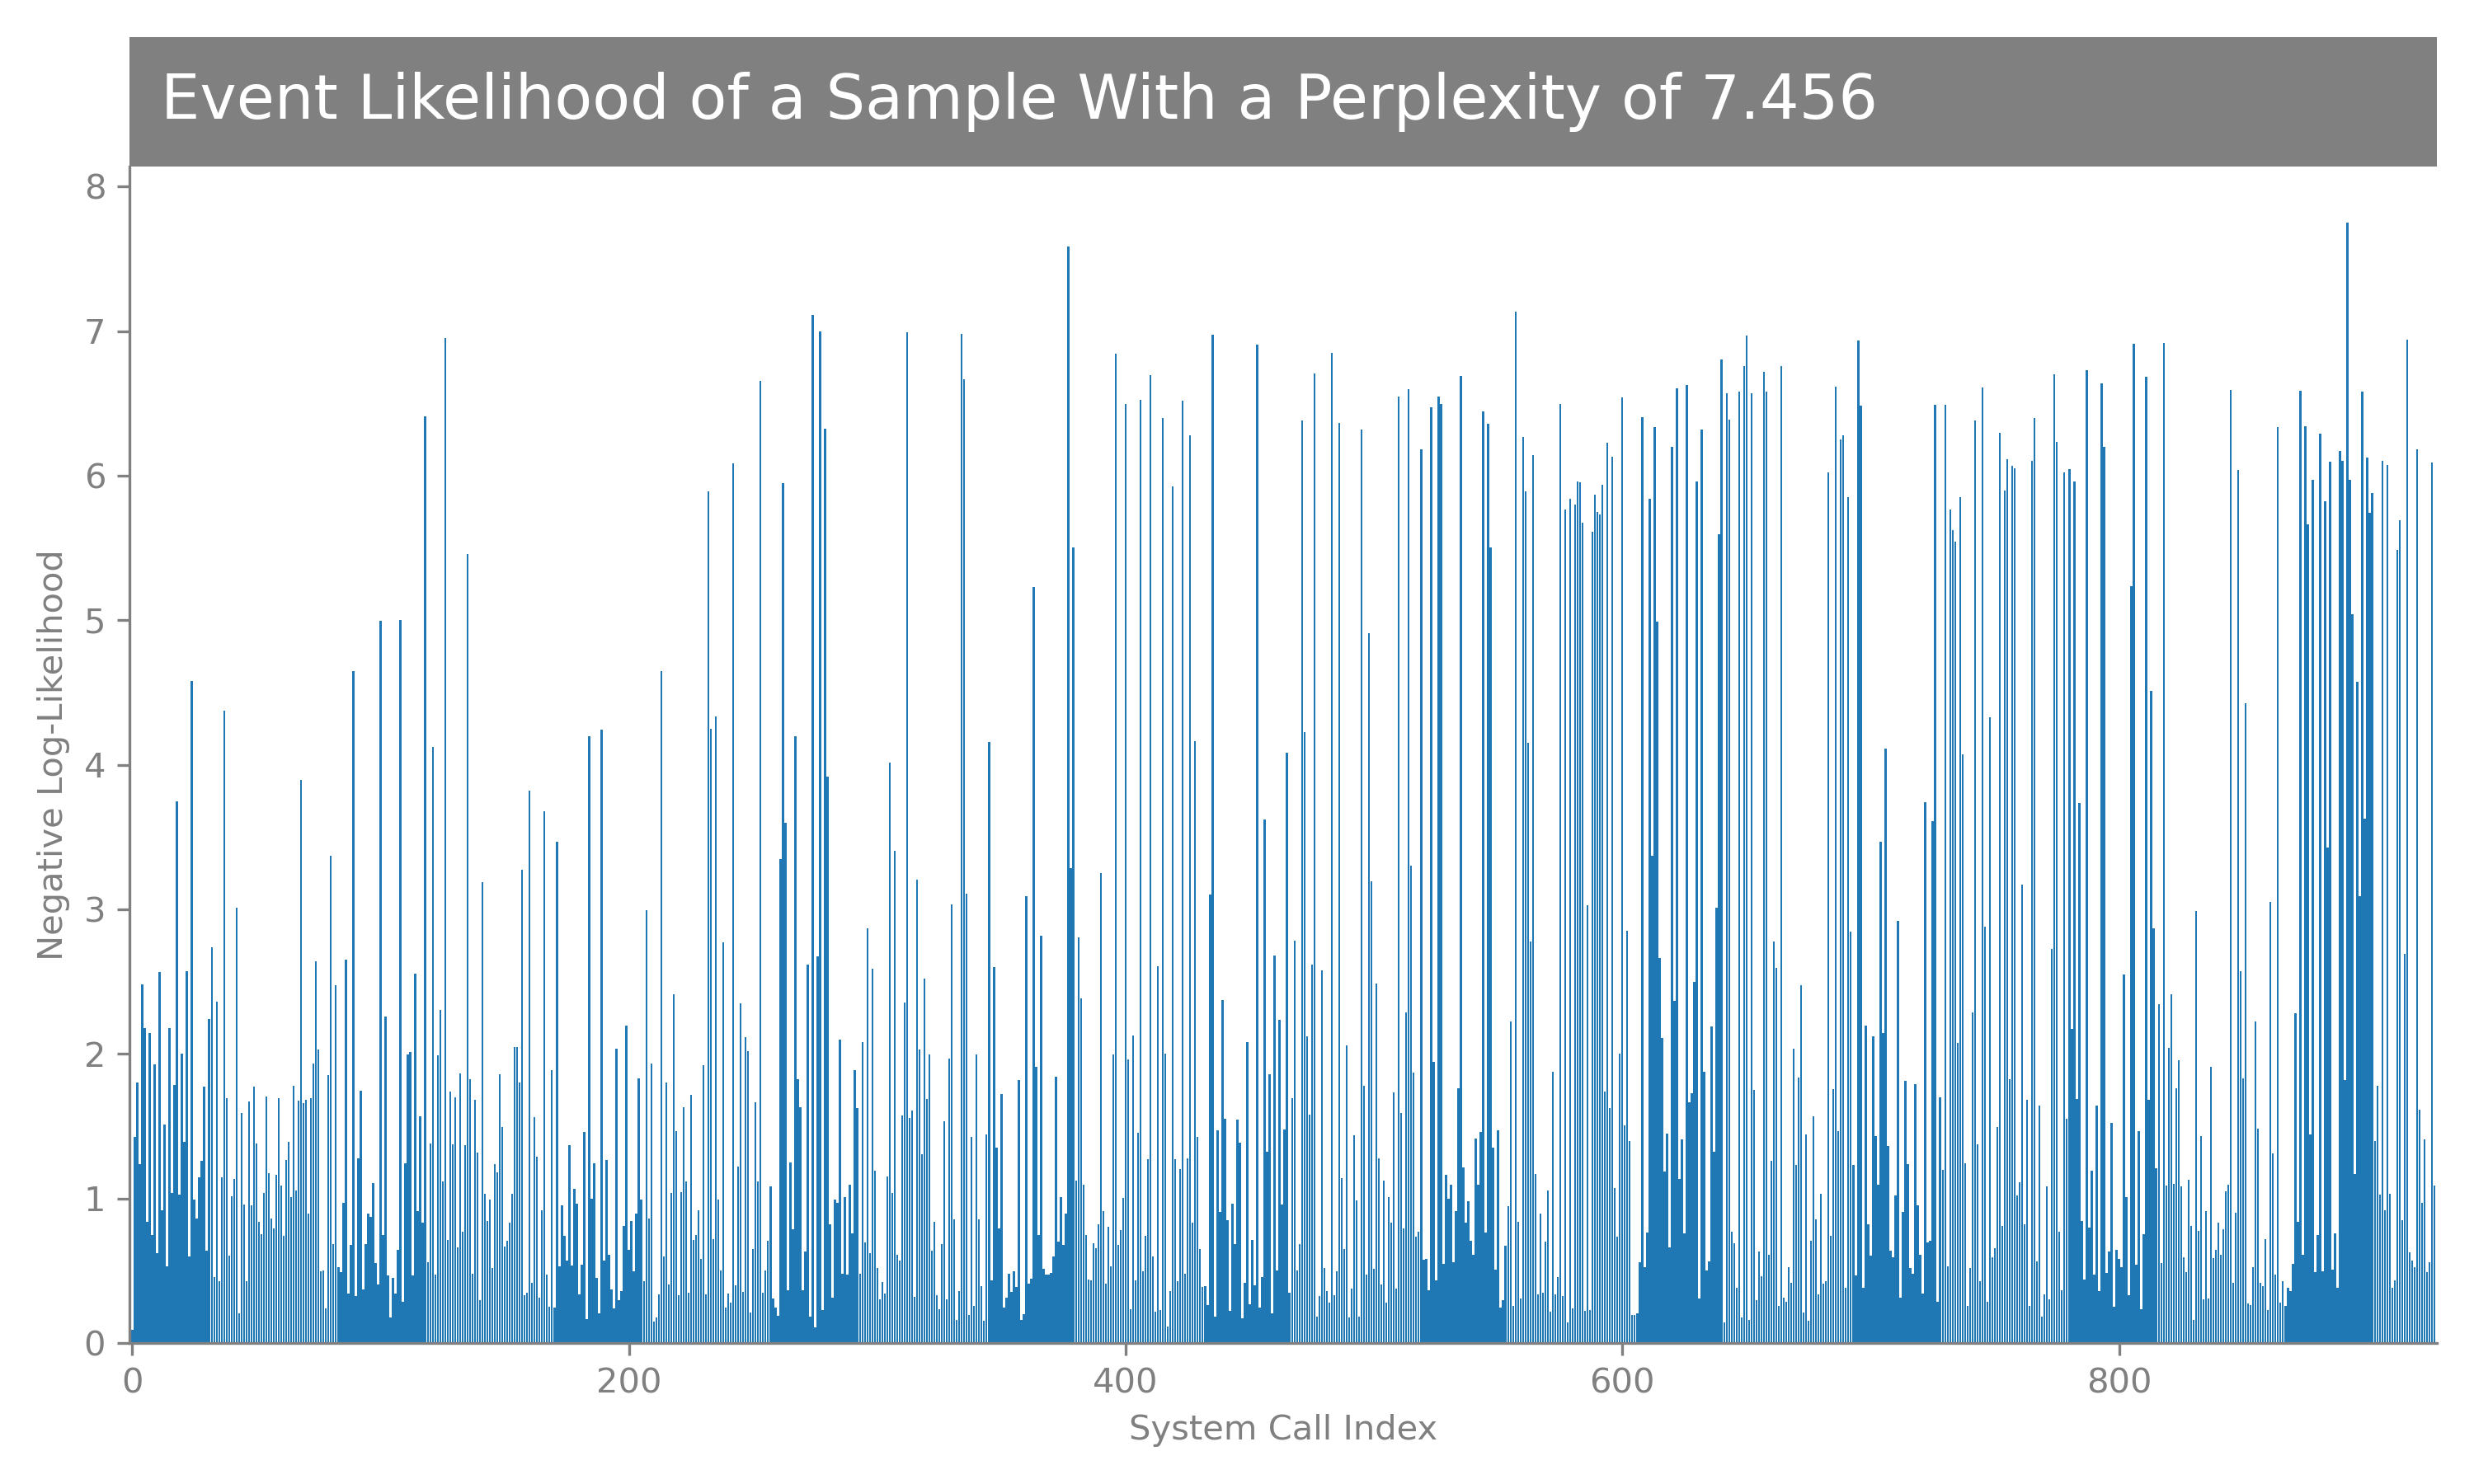 Event Likelihood of a Sample With a Perplexity of 7.456
8
7
6
5
4
3
2
1
0
Negative Log-Likelihood
0 200 400 600 800
System Call Index